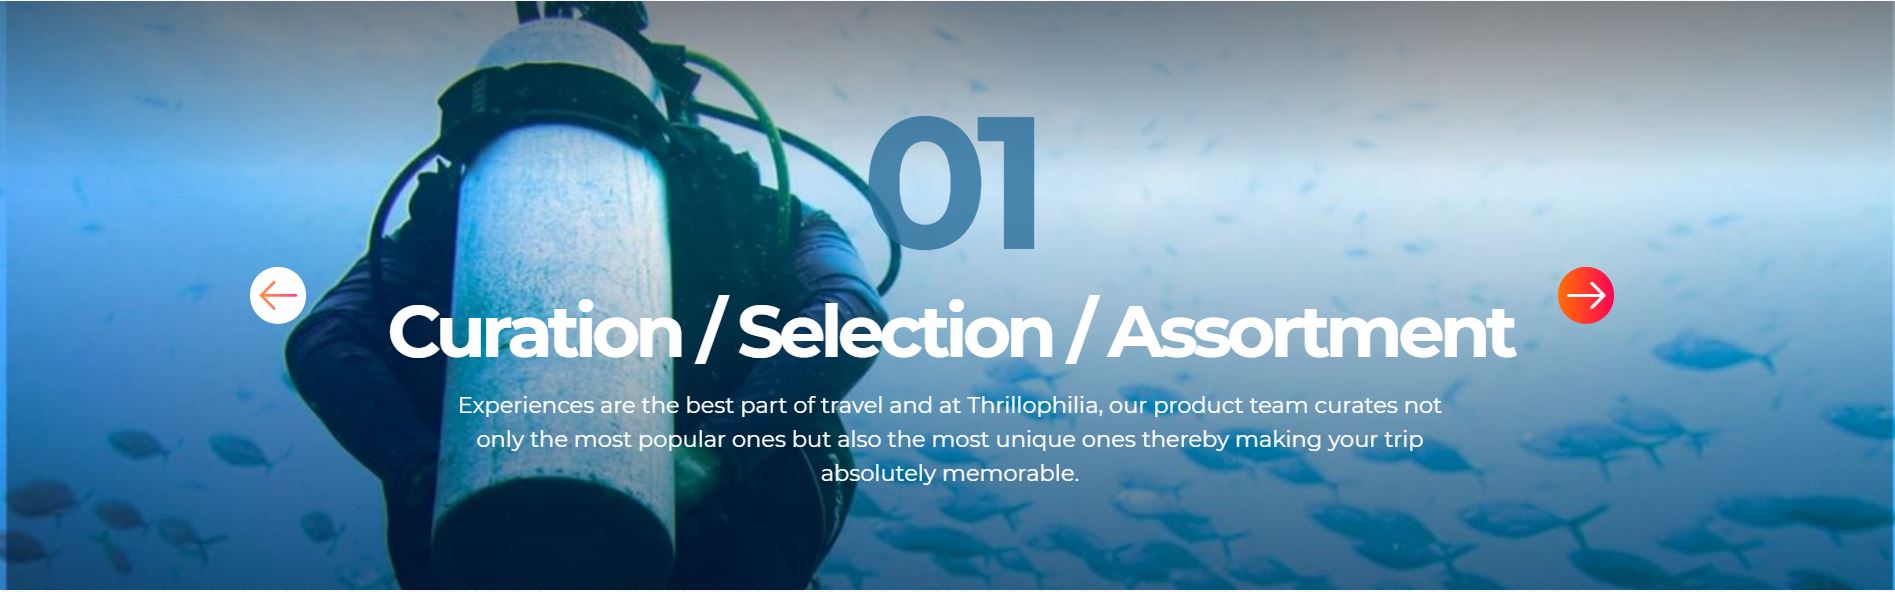 01
Curation / Selection / Assortment
Experiences are the best part of travel and at Thrillophilia, our product team curates not
only the most popular ones but also the most unique ones thereby making your trip
absolutely memorable.